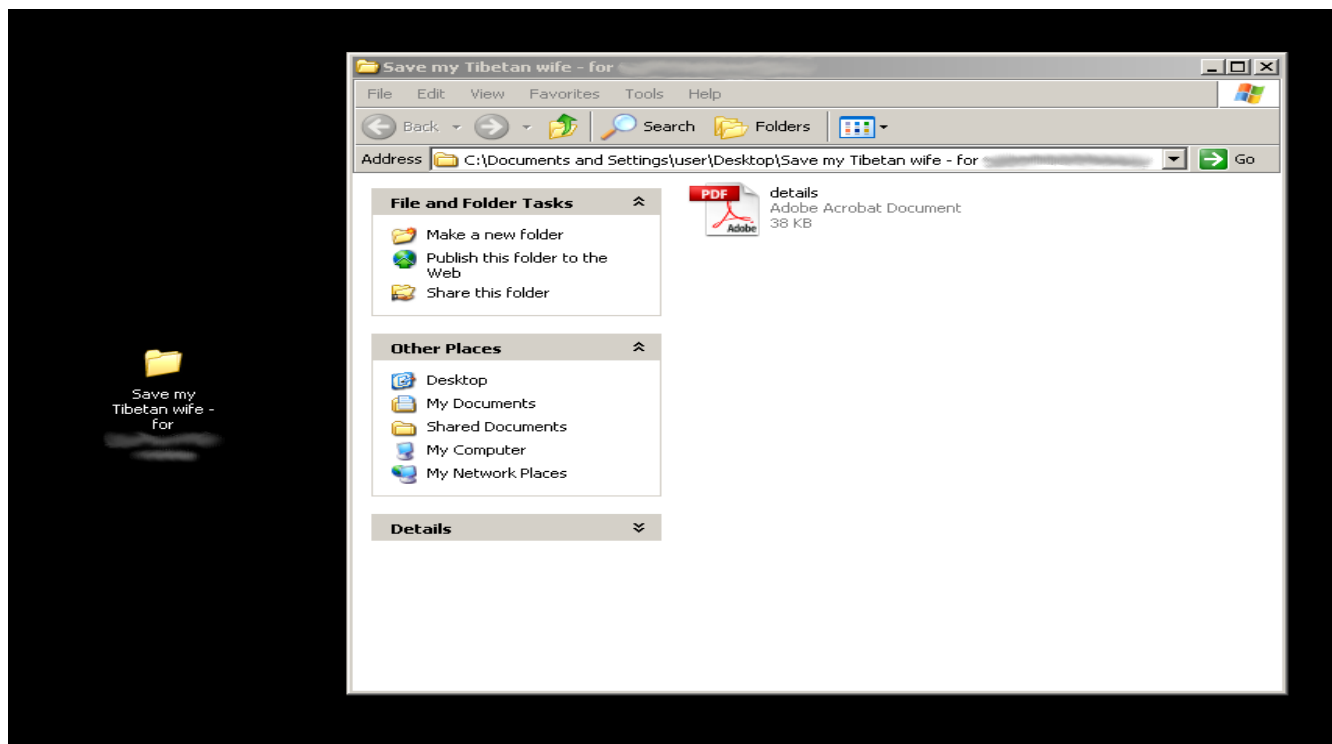 Save my Tibetan wife - for
File Edit View Favorites Tools Help
Back Search Folders
Address C:\Documents and Settings\user\Desktop\Save my Tibetan wife - for Go
File and Folder Tasks
Make a new folder
Publish this folder to the
Web
Share this folder
Other Places
Desktop
My Documents
Shared Documents
My Computer
My Network Places
Details
PDF
Adobe
details
Adobe Acrobat Document
38 KB
Save my
Tibetan wife -
for